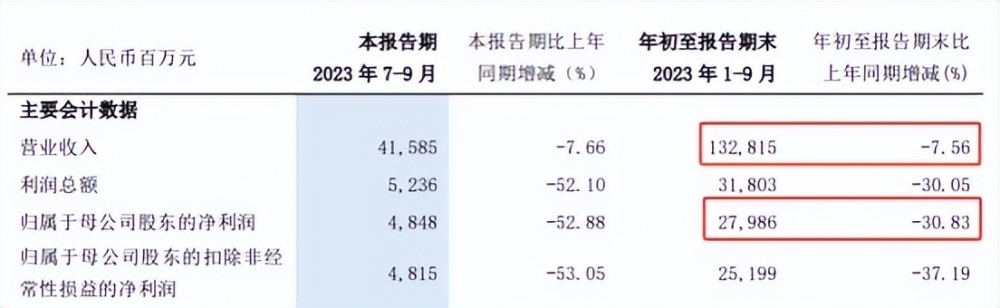 单位：人民币百万元 本报告期 2023 年 7-9 月 本报告期比上年同期增减（%） 年初至报告期末 2023 年 1-9 月 年初至报告期末比上年同期增减(%)
主要会计数据
营业收入 41,585 -7.66 132,815 -7.56
利润总额 5,236 -52.10 31,803 -30.05
归属于母公司股东的净利润 4,848 -52.88 27,986 -30.83
归属于母公司股东的扣除非经常性损益的净利润 4,815 -53.05 25,199 -37.19